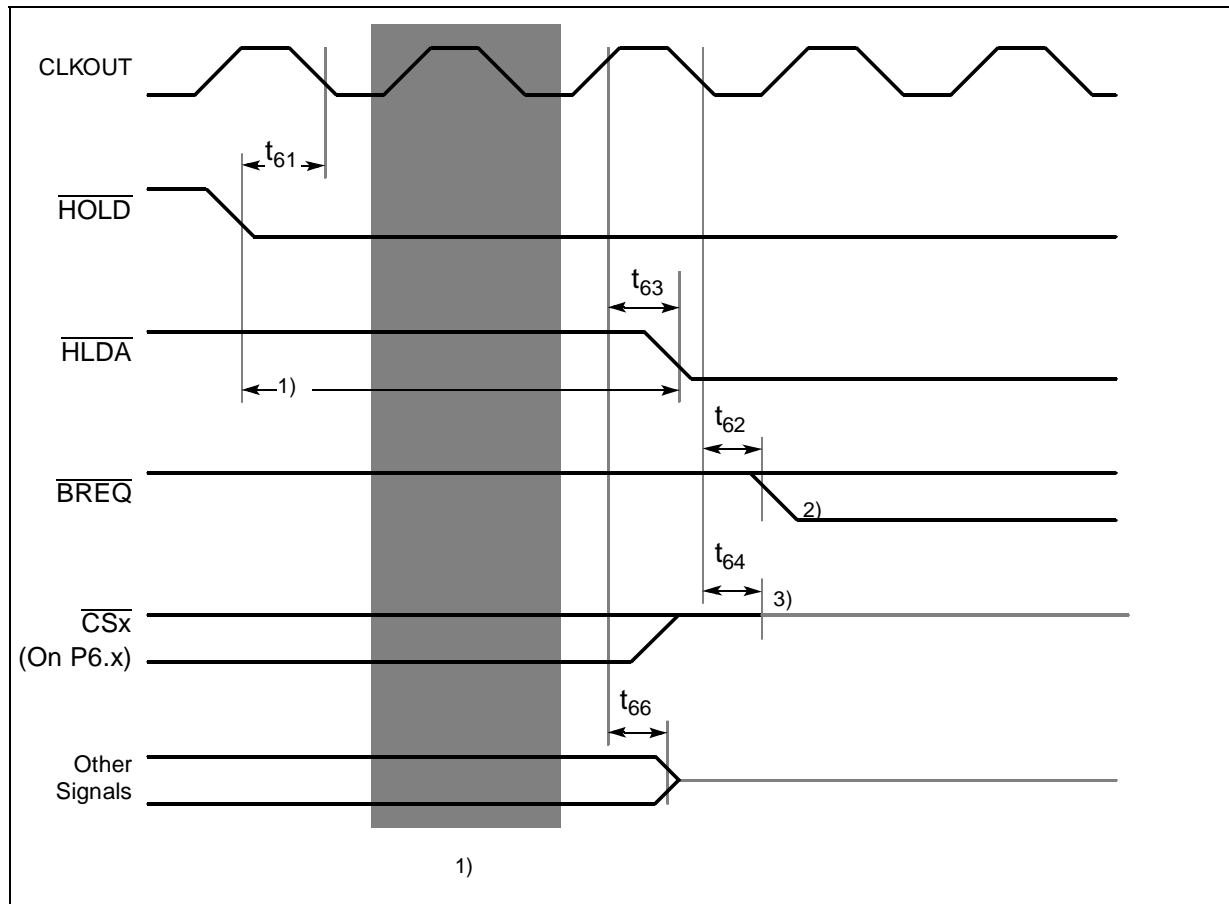 CLKOUT
t61
HOLD
t63
HLDA
1)
t62
BREQ
2)
t64
3)
CSx
(On P6.x)
t66
Other
Signals
1)